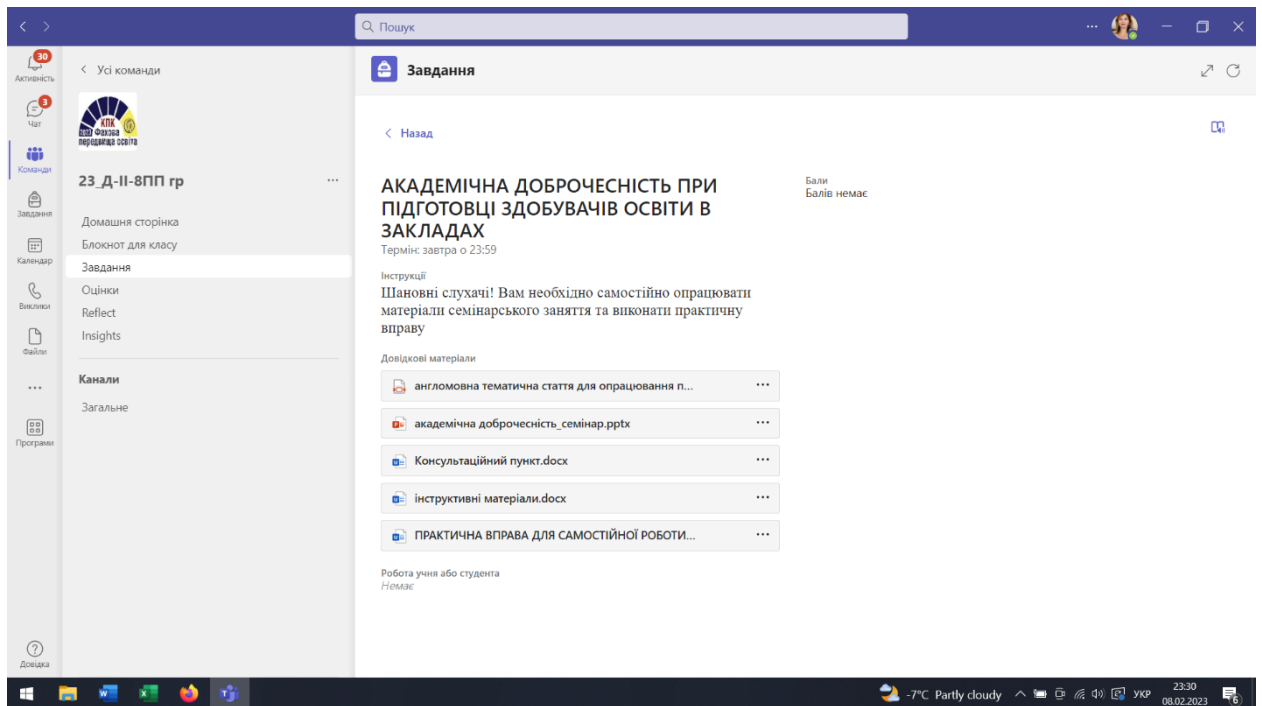 Пошук
30
Активність
3
Чат
Команди
Завдання
Календар
Виклики
Файли
Програми
Довідка
Усі команди
КПК
Фахова
передвища освіта
23_Д-ІІ-8ПП гр
Домашня сторінка
Блокнот для класу
Завдання
Оцінки
Reflect
Insights
Канали
Загальне
Завдання
Назад
АКАДЕМІЧНА ДОБРОЧЕСНІСТЬ ПРИ
ПІДГОТОВЦІ ЗДОБУВАЧІВ ОСВІТИ В
ЗАКЛАДАХ
Термін: завтра о 23:59
Інструкції
Шановні слухачі! Вам необхідно самостійно опрацювати
матеріали семінарського заняття та виконати практичну
вправу
Довідкові матеріали
англомовна тематична стаття для опрацювання п...
академічна доброчесність_семінар.pptx
Консультаційний пункт.docx
інструктивні матеріали.docx
ПРАКТИЧНА ВПРАВА ДЛЯ САМОСТІЙНОЇ РОБОТИ...
Робота учня або студента
Немає
Бали
Балів немає
-7°C Partly cloudy
УКР
23:30
08.02.2023
6